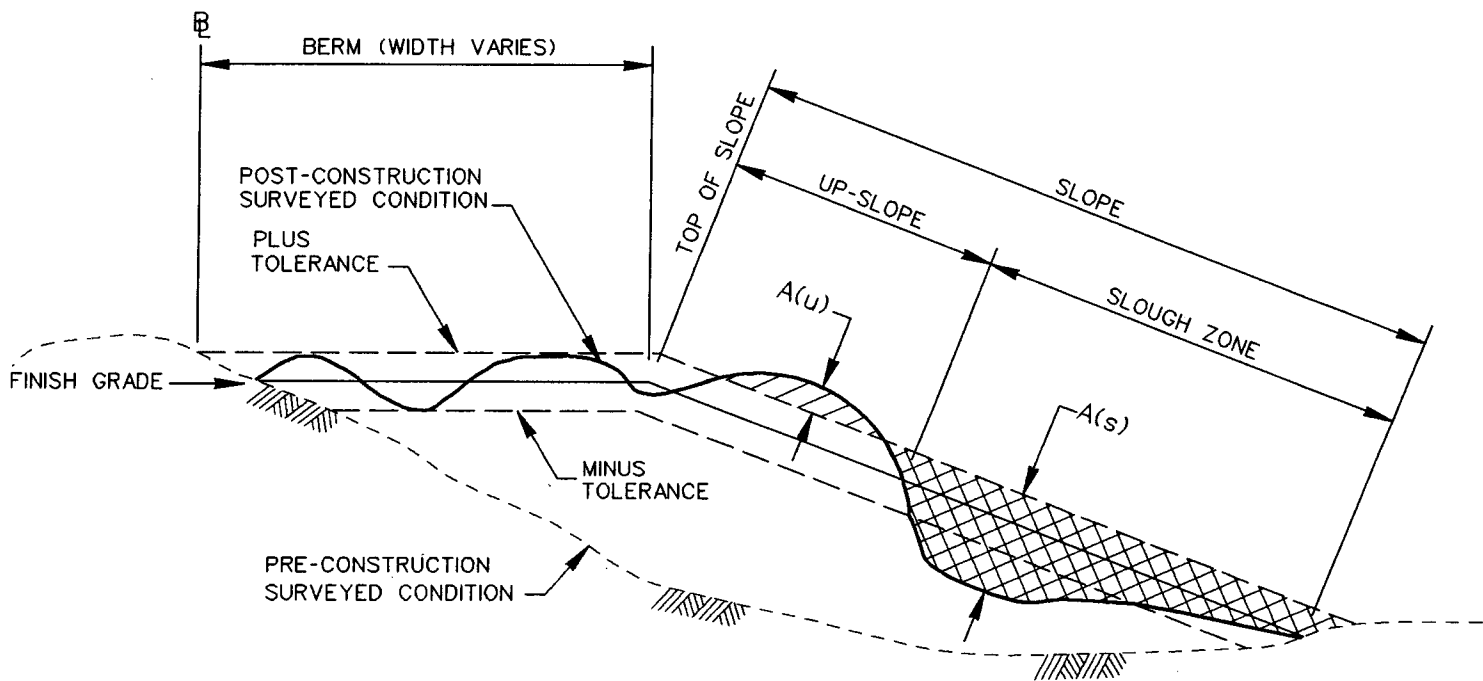 BL
BERM (WIDTH VARIES)
TOP OF SLOPE
SLOPE
UP-SLOPE
SLOUGH ZONE
POST-CONSTRUCTION
SURVEYED CONDITION
PLUS
TOLERANCE
A(u)
FINISH GRADE
A(s)
MINUS
TOLERANCE
PRE-CONSTRUCTION
SURVEYED CONDITION